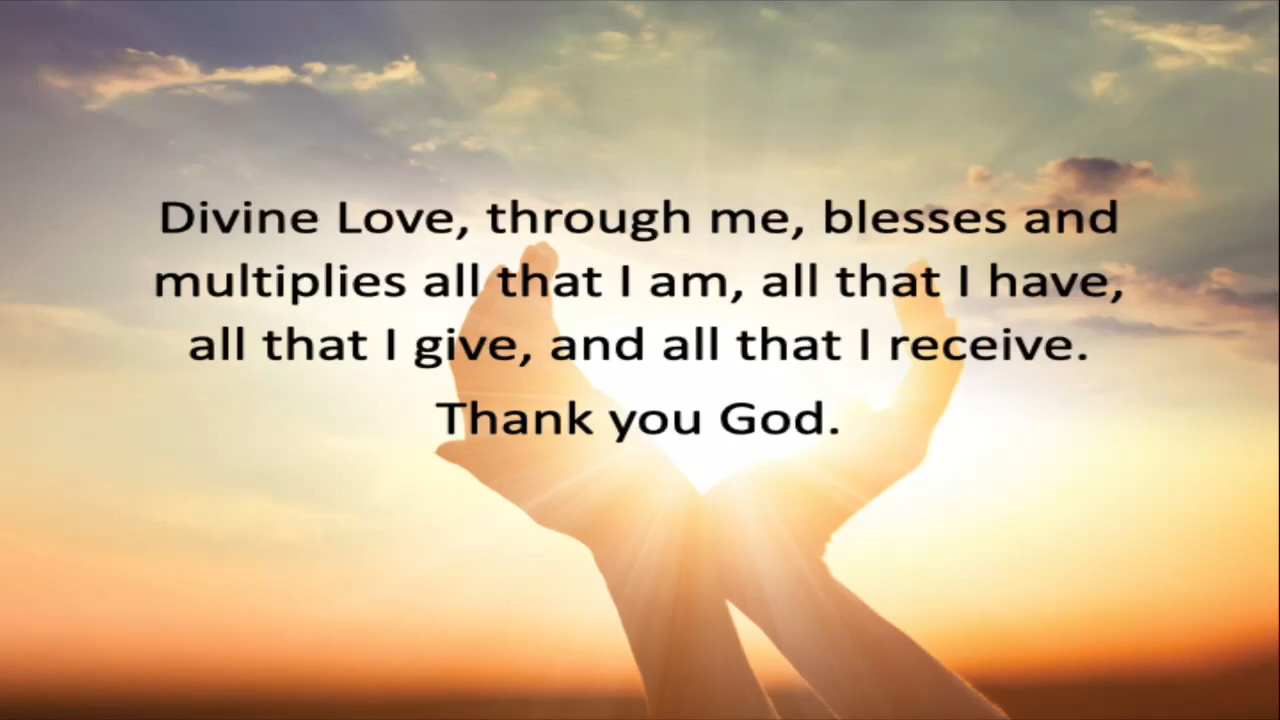 Divine Love, through me, blesses and
multiplies all that I am, all that I have,
all that I give, and all that I receive.
Thank you God.